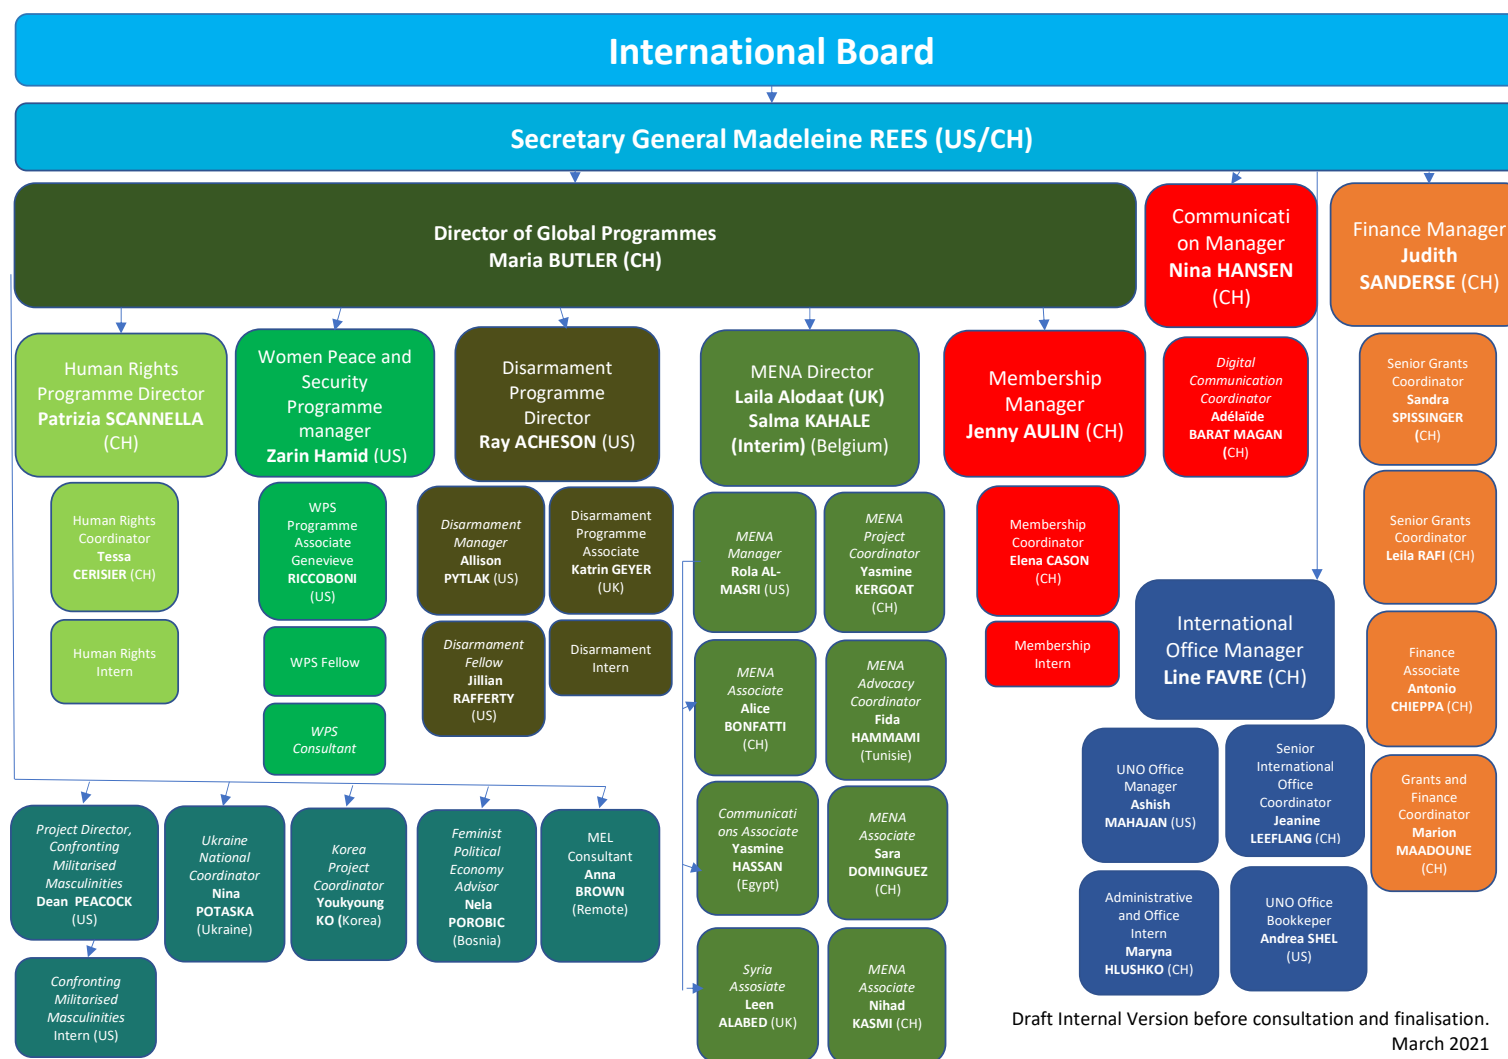 International Board
Secretary General Madeleine REES (US/CH)
Director of Global Programmes
Maria BUTLER (CH)
Communicati
on Manager
Nina HANSEN
(CH)
Finance Manager
Judith
SANDERSE (CH)
Human Rights
Programme Director
Patrizia SCANNELLA
(CH)
Women Peace and
Security
Programme
manager
Zarin Hamid (US)
Disarmament
Programme
Director
Ray ACHESON (US)
MENA Director
Laila Alodaat (UK)
Salma KAHALE
(Interim) (Belgium)
Membership
Manager
Jenny AULIN (CH)
Digital
Communication
Coordinator
Adélaïde
BARAT MAGAN
(CH)
Senior Grants
Coordinator
Sandra
SPISSINGER
(CH)
Human Rights
Coordinator
Tessa
CERISIER (CH)
WPS
Programme
Associate
Genevieve
RICCOBONI
(US)
Disarmament
Manager
Allison
PYTLAK (US)
Disarmament
Programme
Associate
Katrin GEYER
(UK)
MENA
Manager
Rola AL-
MASRI (US)
MENA
Project
Coordinator
Yasmine
KERGOAT
(CH)
Membership
Coordinator
Elena CASON
(CH)
Senior Grants
Coordinator
Leila RAFI (CH)
Human Rights
Intern
WPS Fellow
Disarmament
Fellow
Jillian
RAFFERTY
(US)
Disarmament
Intern
MENA
Associate
Alice
BONFATTI
(CH)
MENA
Advocacy
Coordinator
Fida
HAMMAMI
(Tunisie)
Membership
Intern
International
Office Manager
Line FAVRE (CH)
Finance
Associate
Antonio
CHIEPPA (CH)
WPS
Consultant
UNO Office
Manager
Ashish
MAHAJAN (US)
Senior
International
Office
Coordinator
Jeanine
LEEFLANG (CH)
Grants and
Finance
Coordinator
Marion
MAADOUNE
(CH)
Project Director,
Confronting
Militarised
Masculinities
Dean PEACOCK
(US)
Ukraine
National
Coordinator
Nina
POTASKA
(Ukraine)
Korea
Project
Coordinator
Youkyoung
KO (Korea)
Feminist
Political
Economy
Advisor
Nela
POROBIC
(Bosnia)
MEL
Consultant
Anna
BROWN
(Remote)
Communicati
ons Associate
Yasmine
HASSAN
(Egypt)
MENA
Associate
Sara
DOMINGUEZ
(CH)
Administrative
and Office
Intern
Maryna
HLUSHKO (CH)
UNO Office
Bookkeper
Andrea SHEL
(US)
Confronting
Militarised
Masculinities
Intern (US)
Syria
Assosiate
Leen
ALABED (UK)
MENA
Associate
Nihad
KASMI (CH)
Draft Internal Version before consultation and finalisation.
March 2021